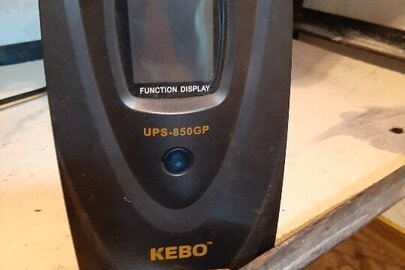 FUNCTION DISPLAY
UPS-850GP
KEBO™